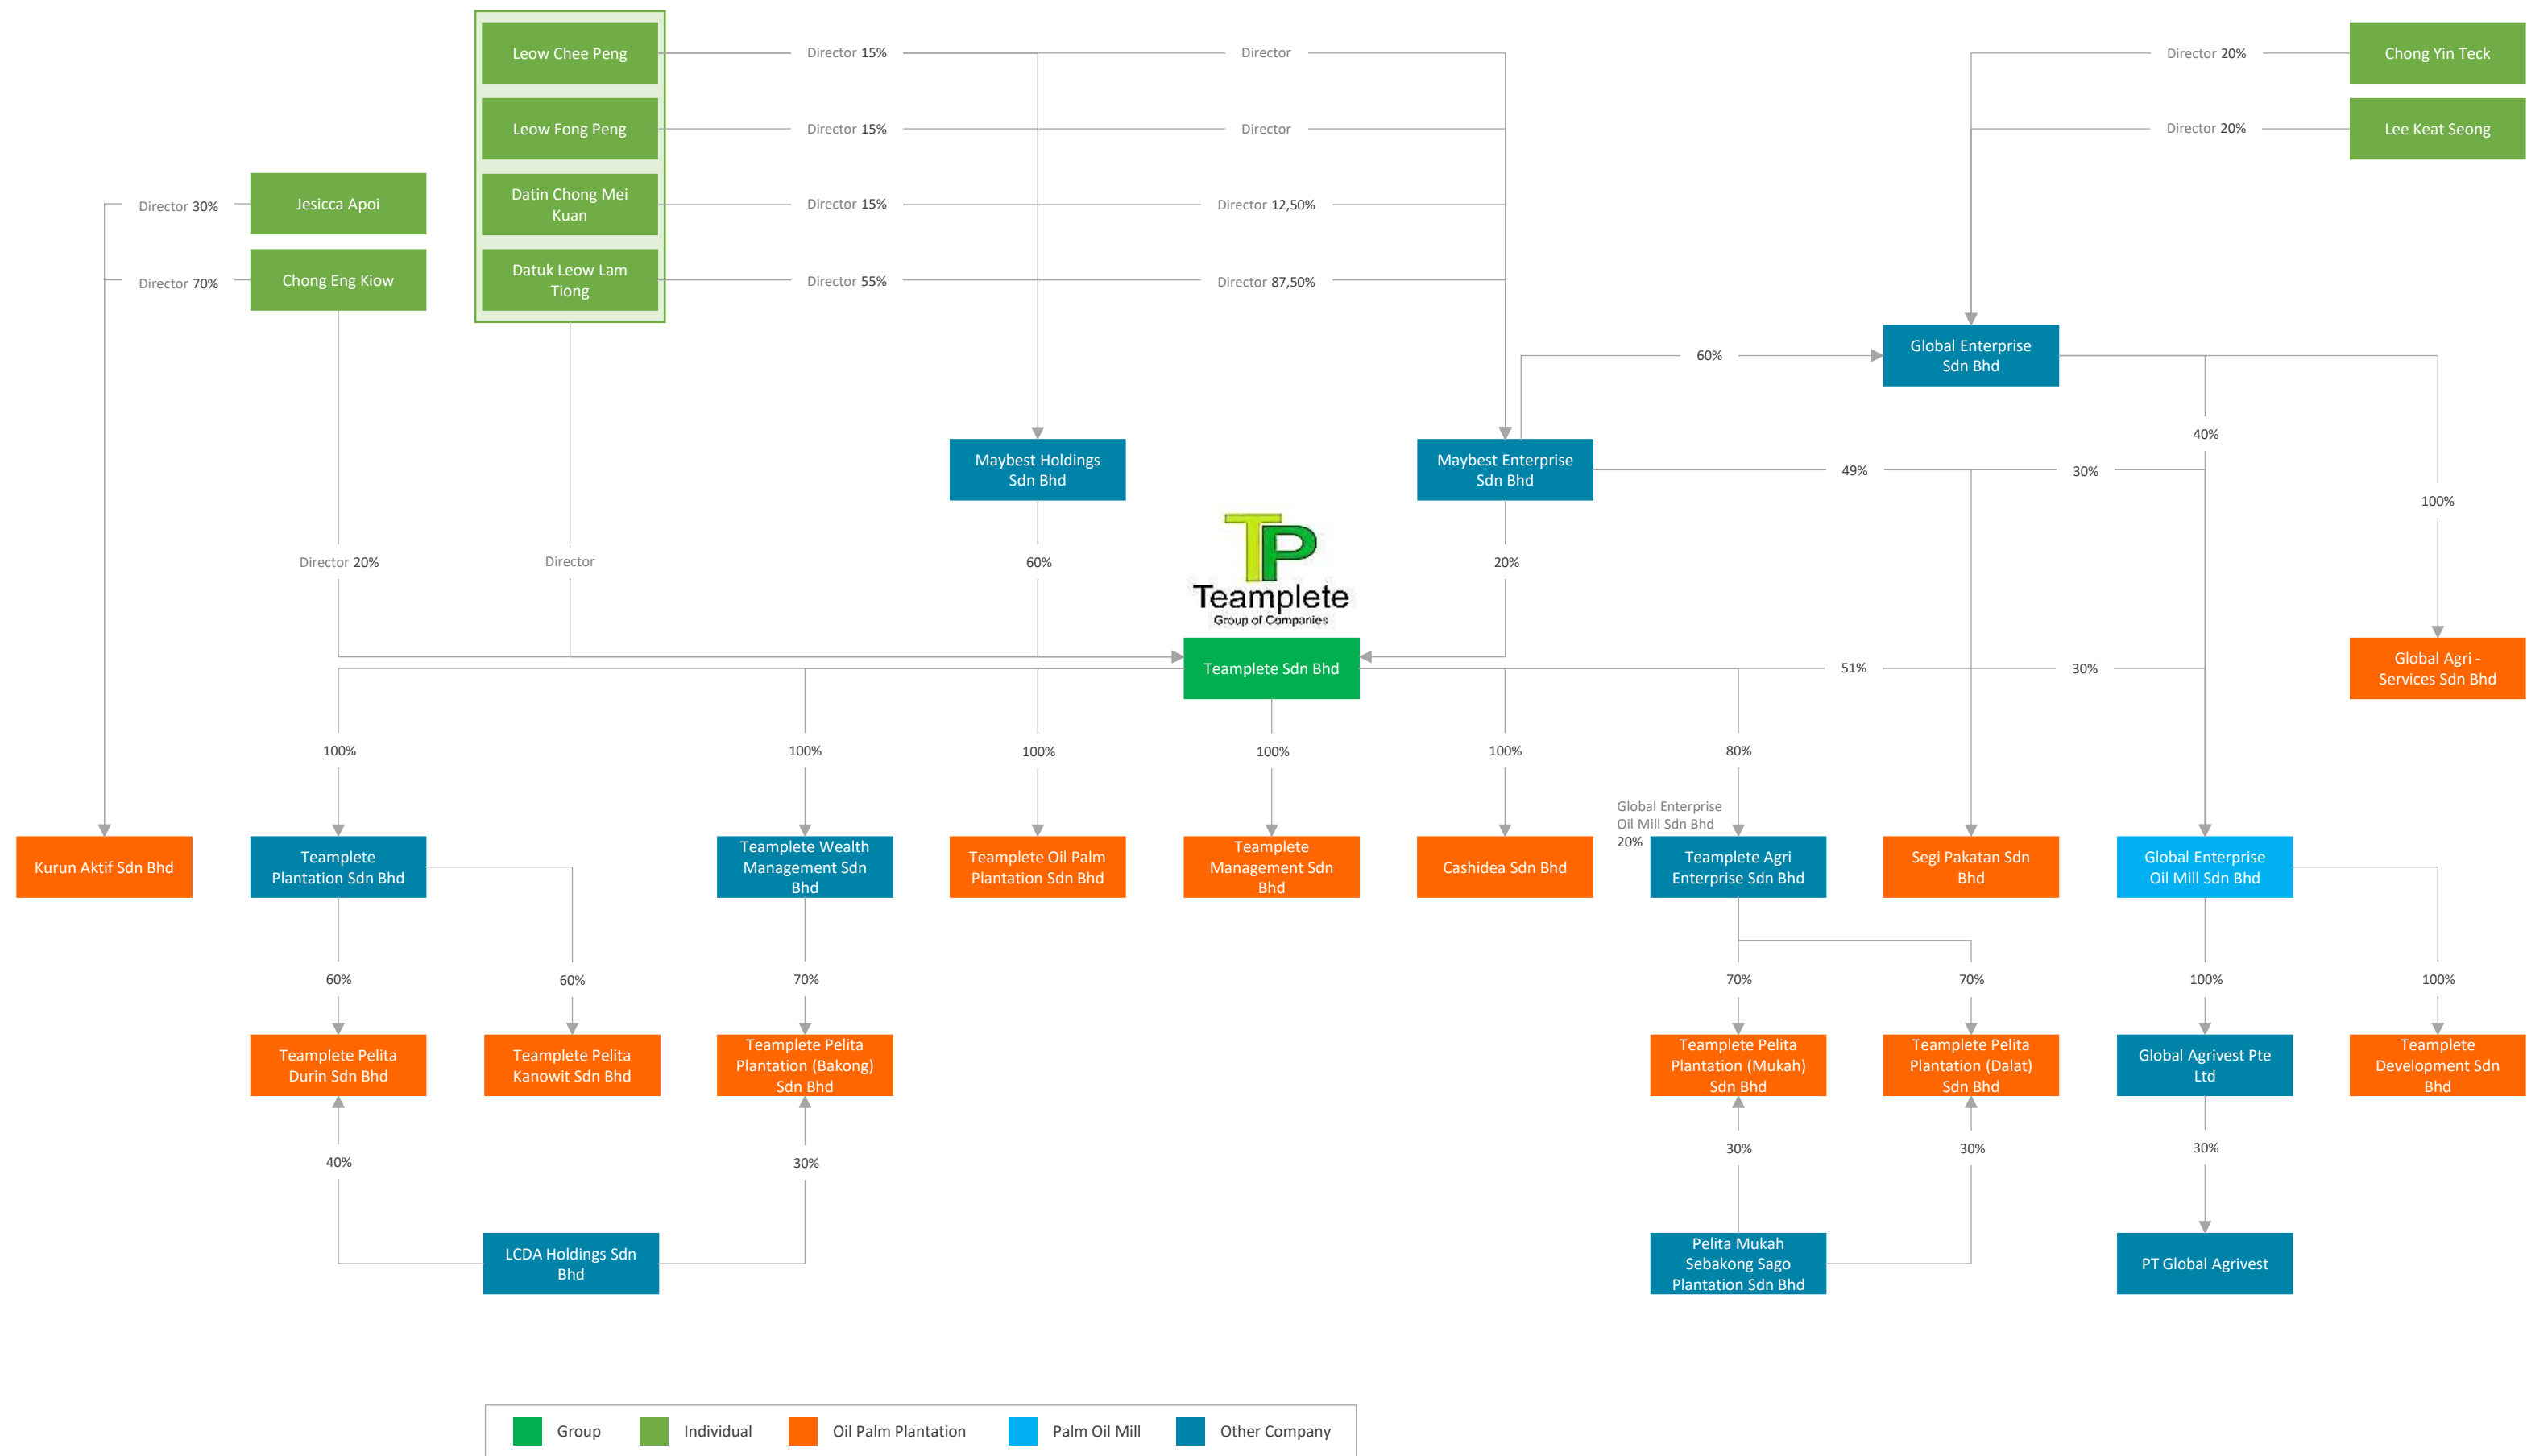 Leow Chee Peng
Director 15%
Director
Director 20%
Chong Yin Teck
Leow Fong Peng
Director 15%
Director
Director 20%
Lee Keat Seong
Director 30%
Jesicca Apoi
Datin Chong Mei
Kuan
Director 15%
Director 12,50%
Director 70%
Chong Eng Kiow
Datuk Leow Lam
Tiong
Director 55%
Director 87,50%
60%
Global Enterprise
Sdn Bhd
40%
Maybest Holdings
Sdn Bhd
Maybest Enterprise
Sdn Bhd
49%
30%
100%
Director 20%
Director
60%
TP
Teamplete
Group of Companies
20%
Teamplete Sdn Bhd
51%
30%
Global Agri -
Services Sdn Bhd
100%
100%
100%
100%
100%
80%
Global Enterprise
Oil Mill Sdn Bhd
20%
Kurun Aktif Sdn Bhd
Teamplete
Plantation Sdn Bhd
Teamplete Wealth
Management Sdn
Bhd
Teamplete Oil Palm
Plantation Sdn Bhd
Teamplete
Management Sdn
Bhd
Cashidea Sdn Bhd
Teamplete Agri
Enterprise Sdn Bhd
Segi Pakatan Sdn
Bhd
Global Enterprise
Oil Mill Sdn Bhd
60%
60%
70%
70%
70%
100%
100%
Teamplete Pelita
Durin Sdn Bhd
Teamplete Pelita
Kanowit Sdn Bhd
Teamplete Pelita
Plantation (Bakong)
Sdn Bhd
Teamplete Pelita
Plantation (Mukah)
Sdn Bhd
Teamplete Pelita
Plantation (Dalat)
Sdn Bhd
Global Agrivest Pte
Ltd
Teamplete
Development Sdn
Bhd
40%
30%
30%
30%
30%
LCDA Holdings Sdn
Bhd
Pelita Mukah
Sebakong Sago
Plantation Sdn Bhd
PT Global Agrivest
Group
Individual
Oil Palm Plantation
Palm Oil Mill
Other Company